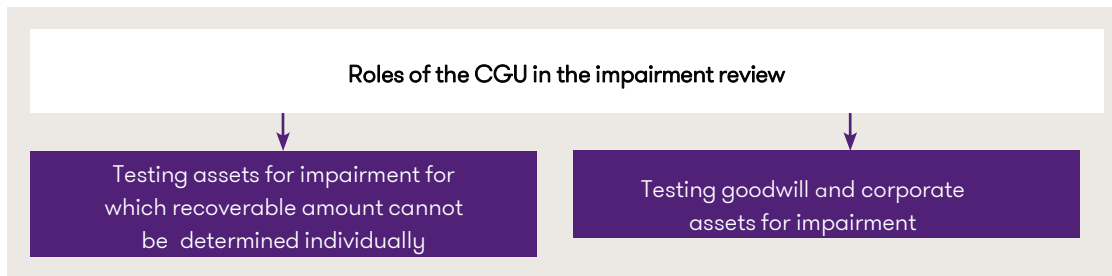 Roles of the CGU in the impairment review
Testing assets for impairment for
which recoverable amount cannot
be determined individually
Testing goodwill and corporate
assets for impairment